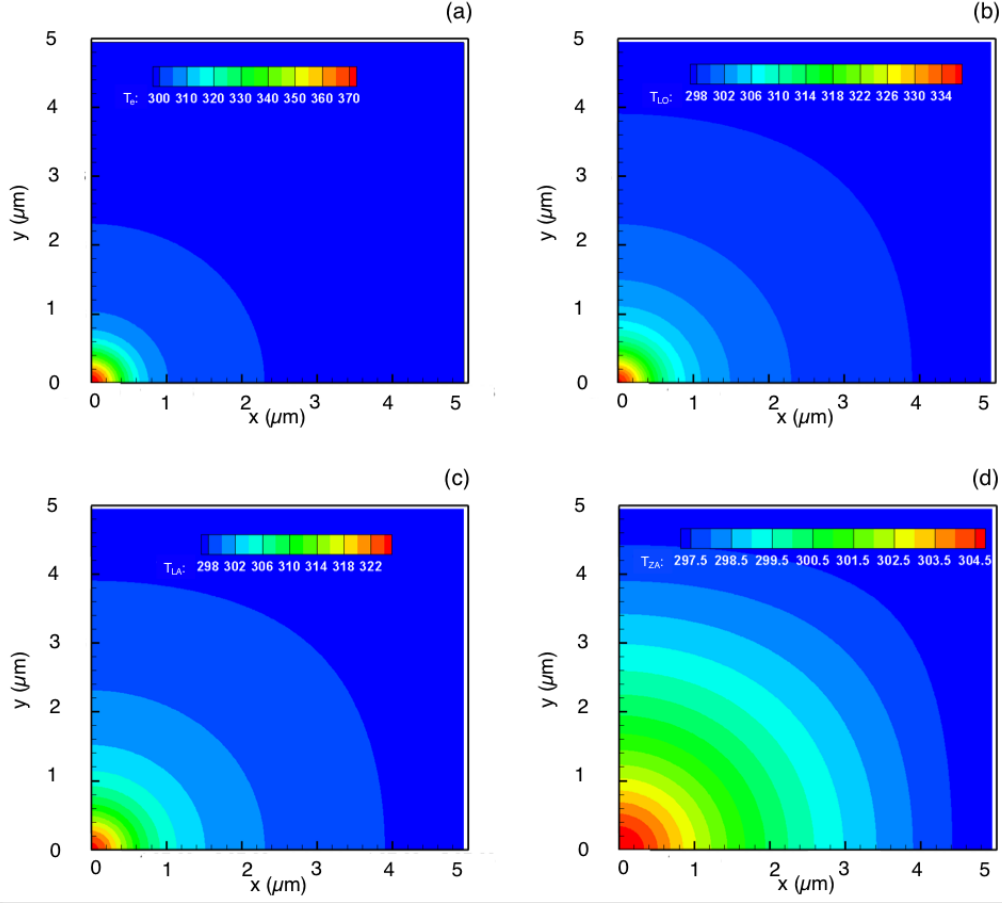 (a)
5
4
3
2
1
0
y (µm)
Te:
300 310 320 330 340 350 360 370
0 1 2 3 4 5
x (µm)
(b)
5
4
3
2
1
0
y (µm)
TLO:
298 302 306 310 314 318 322 326 330 334
0 1 2 3 4 5
x (µm)
(c)
5
4
3
2
1
0
y (µm)
TLA:
298 302 306 310 314 318 322
0 1 2 3 4 5
x (µm)
(d)
5
4
3
2
1
0
y (µm)
TZA:
297.5 298.5 299.5 300.5 301.5 302.5 303.5 304.5
0 1 2 3 4 5
x (µm)